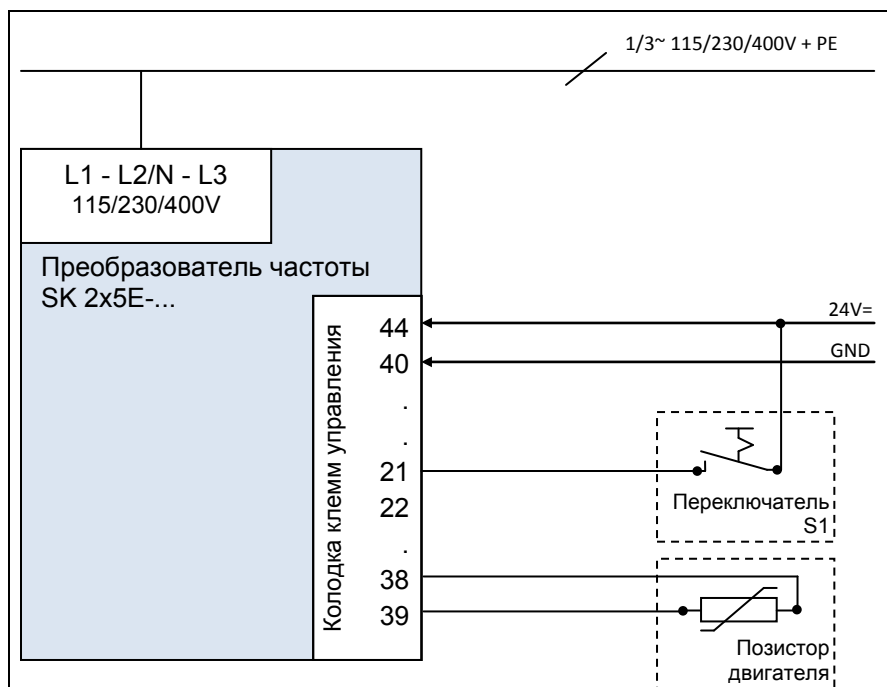 1/3~ 115/230/400V + PE
L1 - L2/N - L3
115/230/400V
Преобразователь частоты
SK 2x5E-...
Колодка клемм управления
44
40
.
.
21
22
.
38
39
24V=
GND
Переключатель
S1
Позистор
двигателя